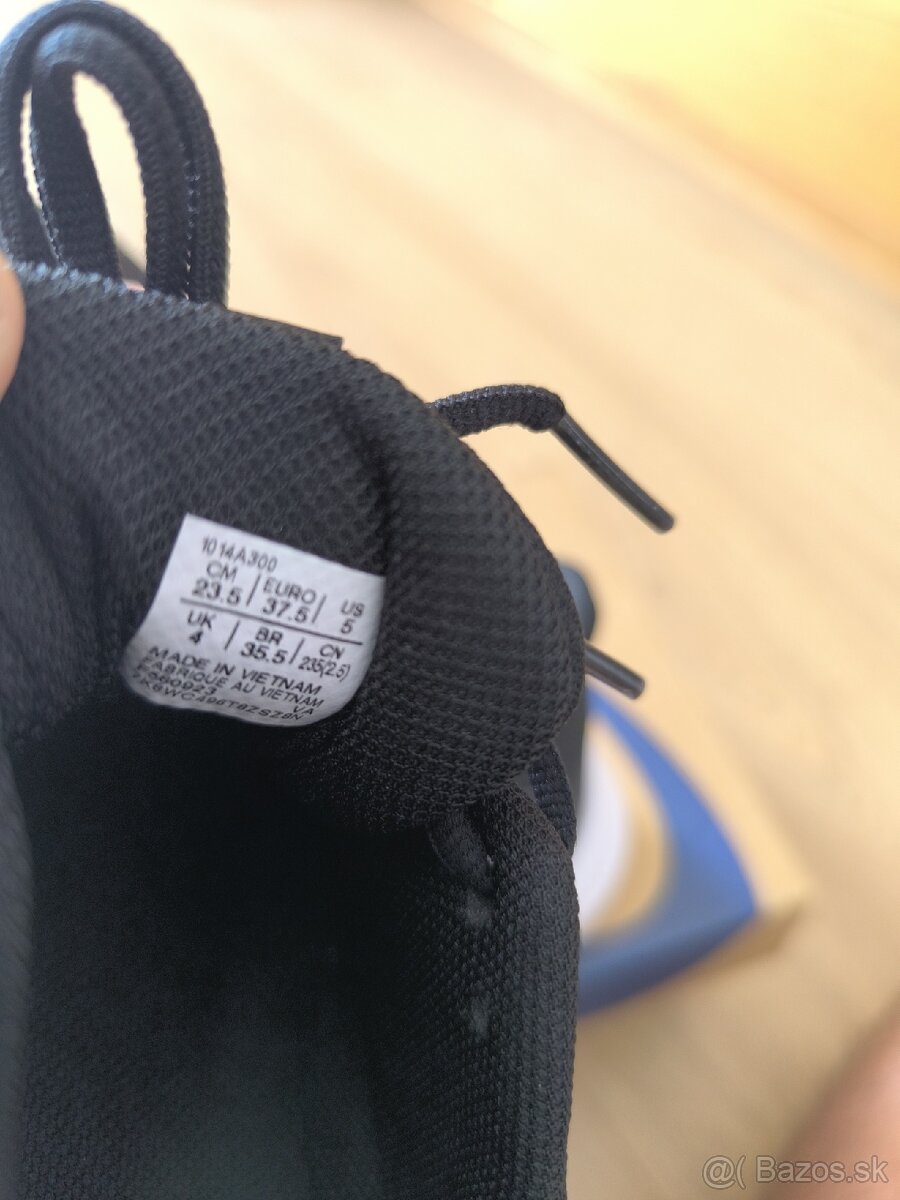 1014A300
CM | EURO | US
23.5 | 37.5 | 5
UK | BR | CN
4 | 35.5 | 235(2.5)
MADE IN VIETNAM
FABRIQUE AU VIETNAM
VA
@( Bazos.sk